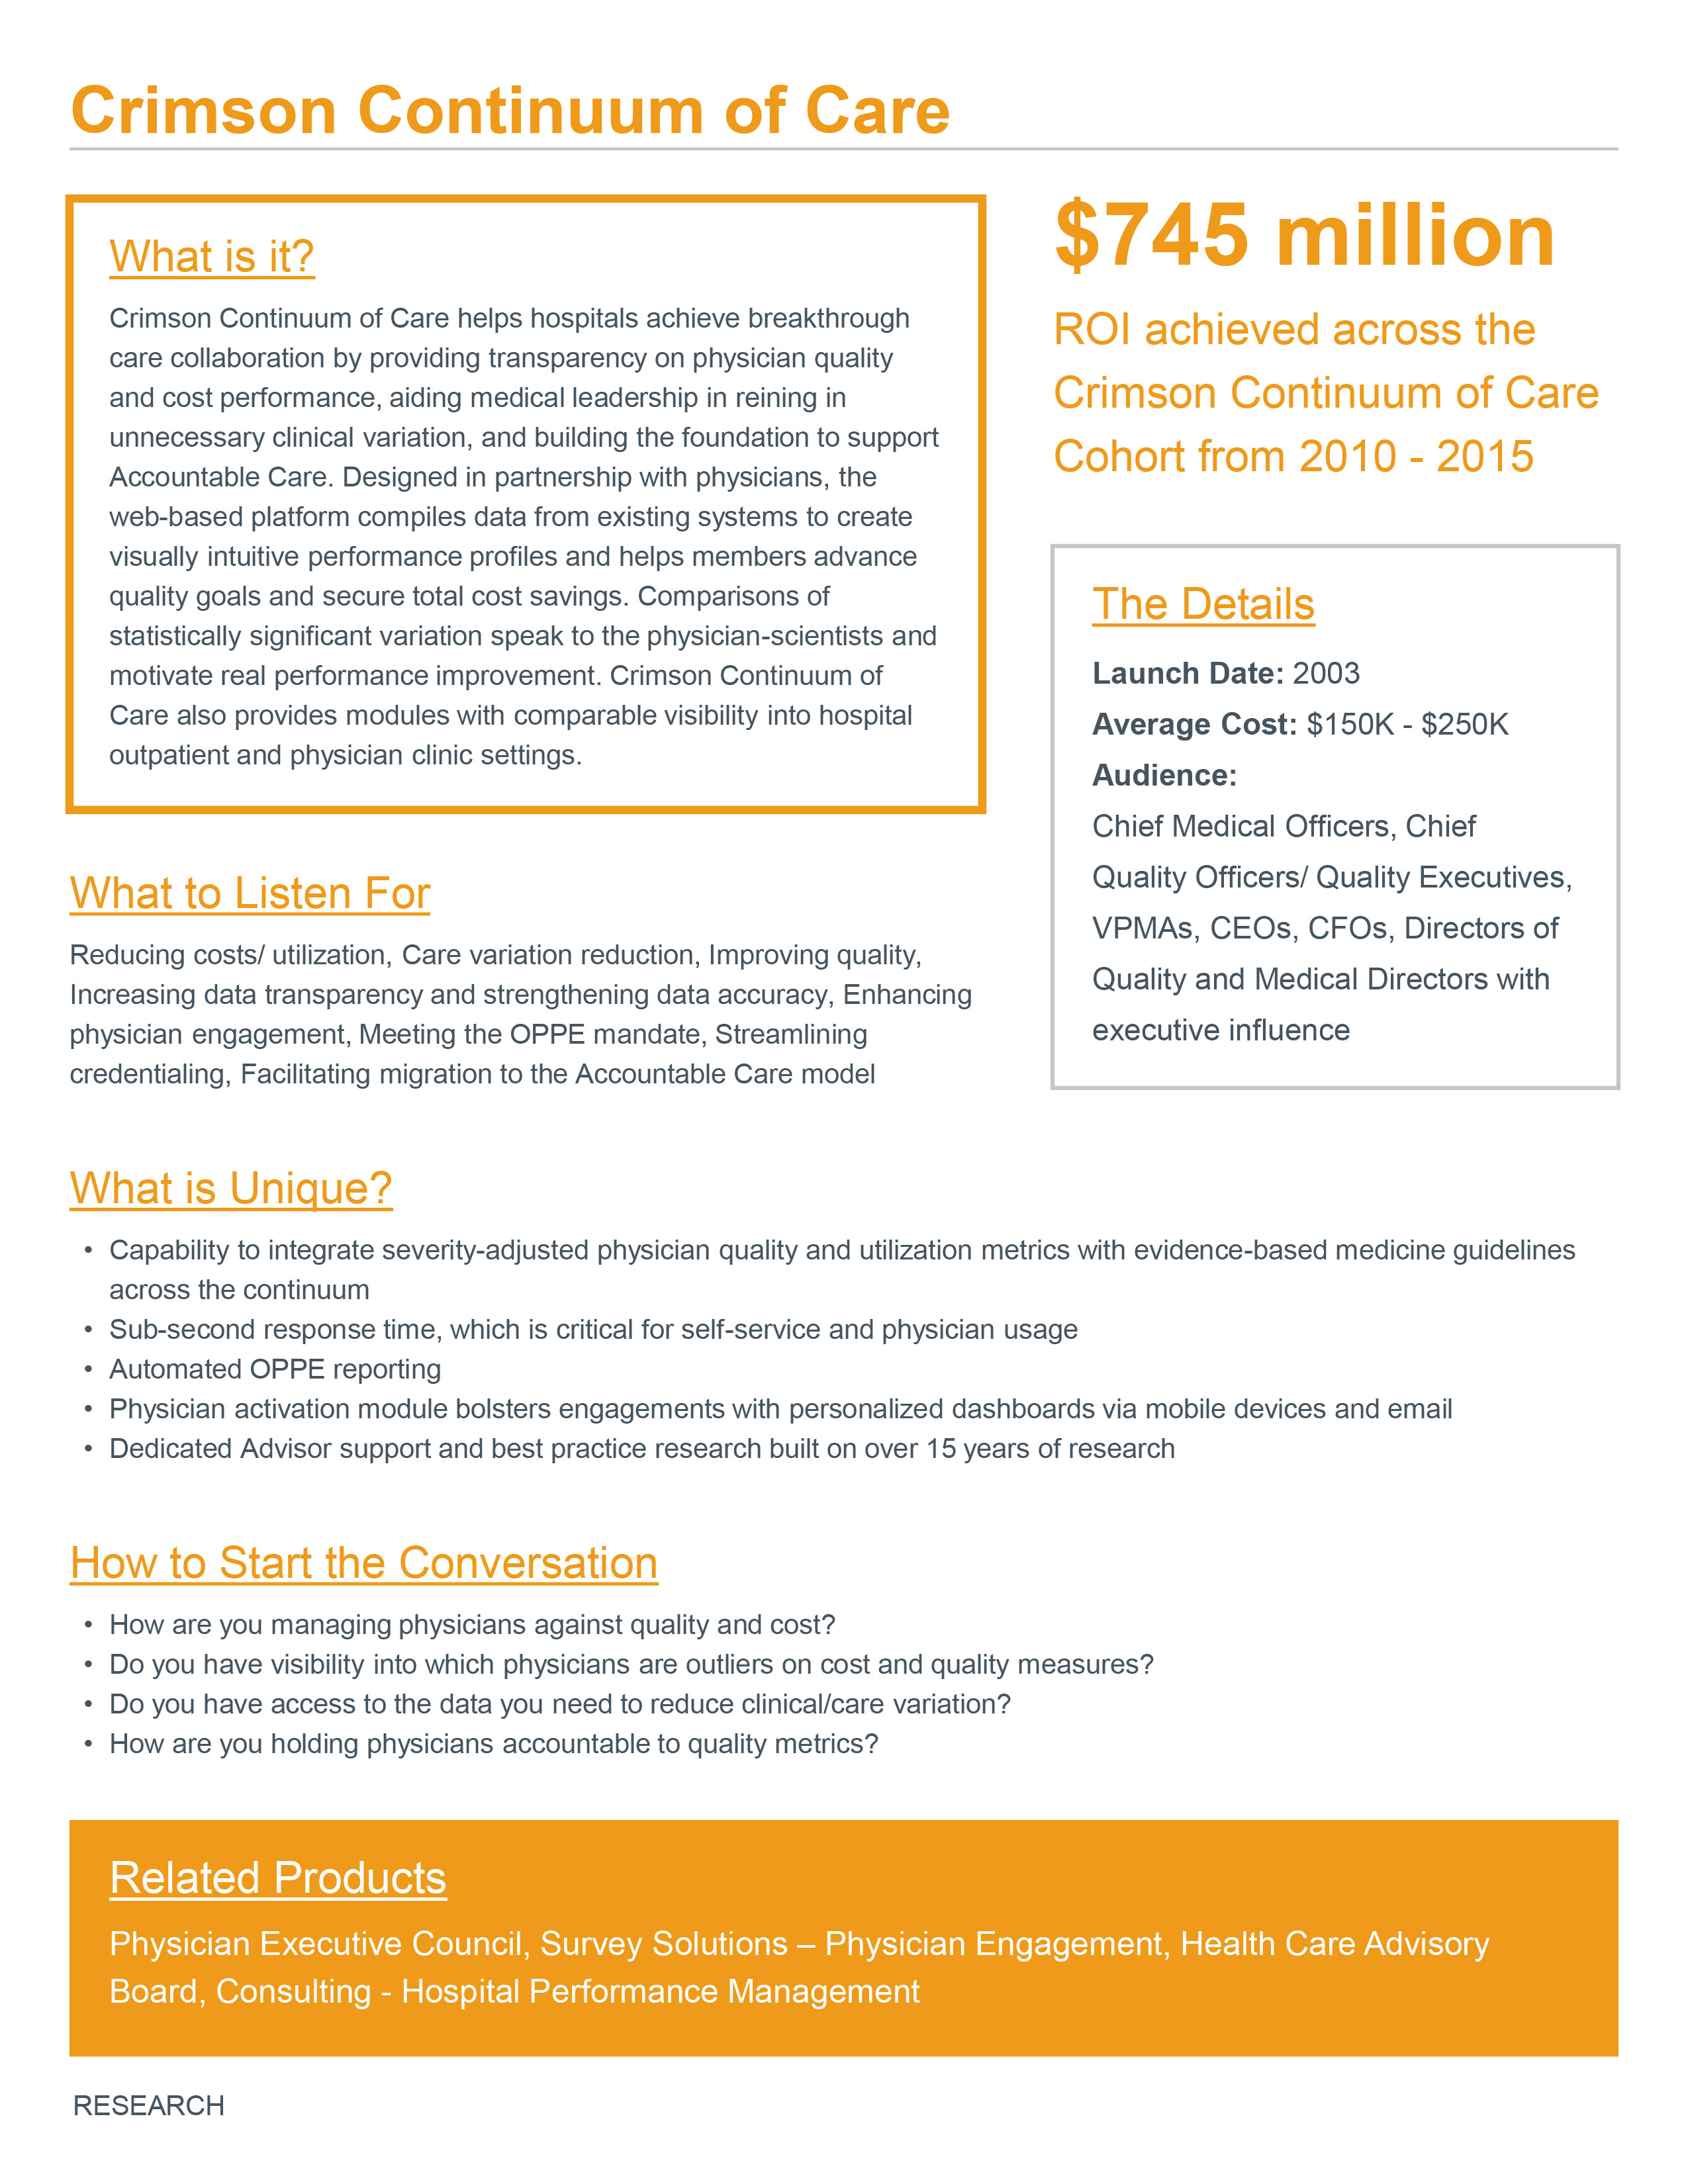 Crimson Continuum of Care
What is it?
Crimson Continuum of Care helps hospitals achieve breakthrough
care collaboration by providing transparency on physician quality
and cost performance, aiding medical leadership in reining in
unnecessary clinical variation, and building the foundation to support
Accountable Care. Designed in partnership with physicians, the
web-based platform compiles data from existing systems to create
visually intuitive performance profiles and helps members advance
quality goals and secure total cost savings. Comparisons of
statistically significant variation speak to the physician-scientists and
motivate real performance improvement. Crimson Continuum of
Care also provides modules with comparable visibility into hospital
outpatient and physician clinic settings.
$745 million
ROI achieved across the
Crimson Continuum of Care
Cohort from 2010 - 2015
The Details
Launch Date: 2003
Average Cost: $150K - $250K
Audience:
Chief Medical Officers, Chief
Quality Officers/ Quality Executives,
VPMAs, CEOs, CFOs, Directors of
Quality and Medical Directors with
executive influence
What to Listen For
Reducing costs/ utilization, Care variation reduction, Improving quality,
Increasing data transparency and strengthening data accuracy, Enhancing
physician engagement, Meeting the OPPE mandate, Streamlining
credentialing, Facilitating migration to the Accountable Care model
What is Unique?
• Capability to integrate severity-adjusted physician quality and utilization metrics with evidence-based medicine guidelines
across the continuum
• Sub-second response time, which is critical for self-service and physician usage
• Automated OPPE reporting
• Physician activation module bolsters engagements with personalized dashboards via mobile devices and email
• Dedicated Advisor support and best practice research built on over 15 years of research
How to Start the Conversation
• How are you managing physicians against quality and cost?
• Do you have visibility into which physicians are outliers on cost and quality measures?
• Do you have access to the data you need to reduce clinical/care variation?
• How are you holding physicians accountable to quality metrics?
Related Products
Physician Executive Council, Survey Solutions – Physician Engagement, Health Care Advisory
Board, Consulting - Hospital Performance Management
RESEARCH